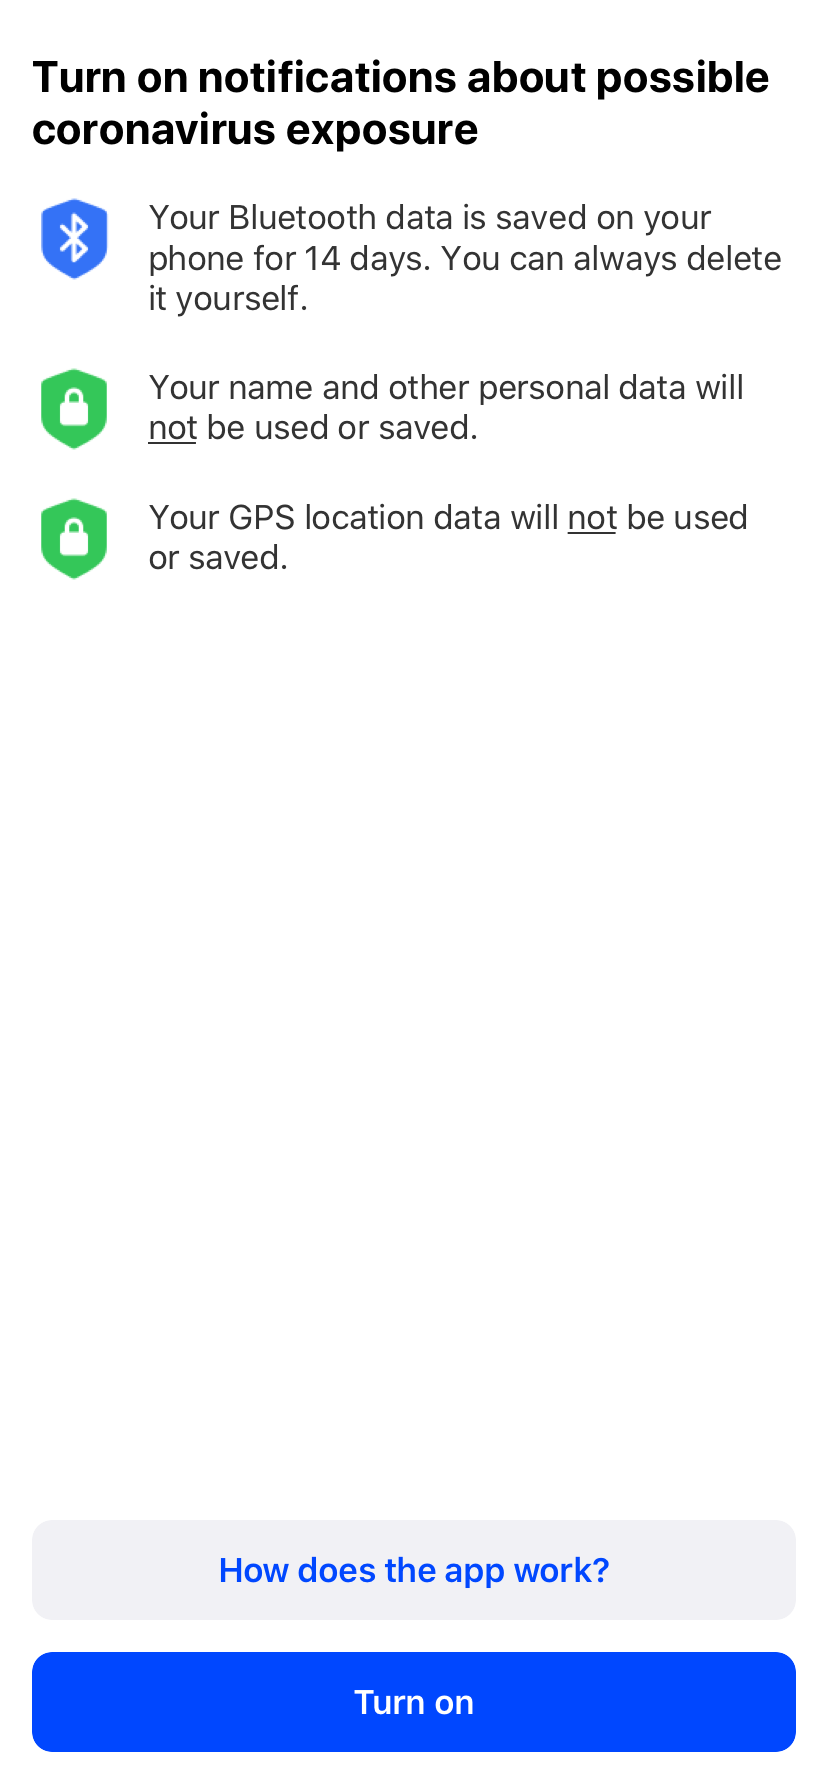 Turn on notifications about possible
coronavirus exposure
Your Bluetooth data is saved on your
phone for 14 days. You can always delete
it yourself.
Your name and other personal data will
not be used or saved.
Your GPS location data will not be used
or saved.
How does the app work?
Turn on